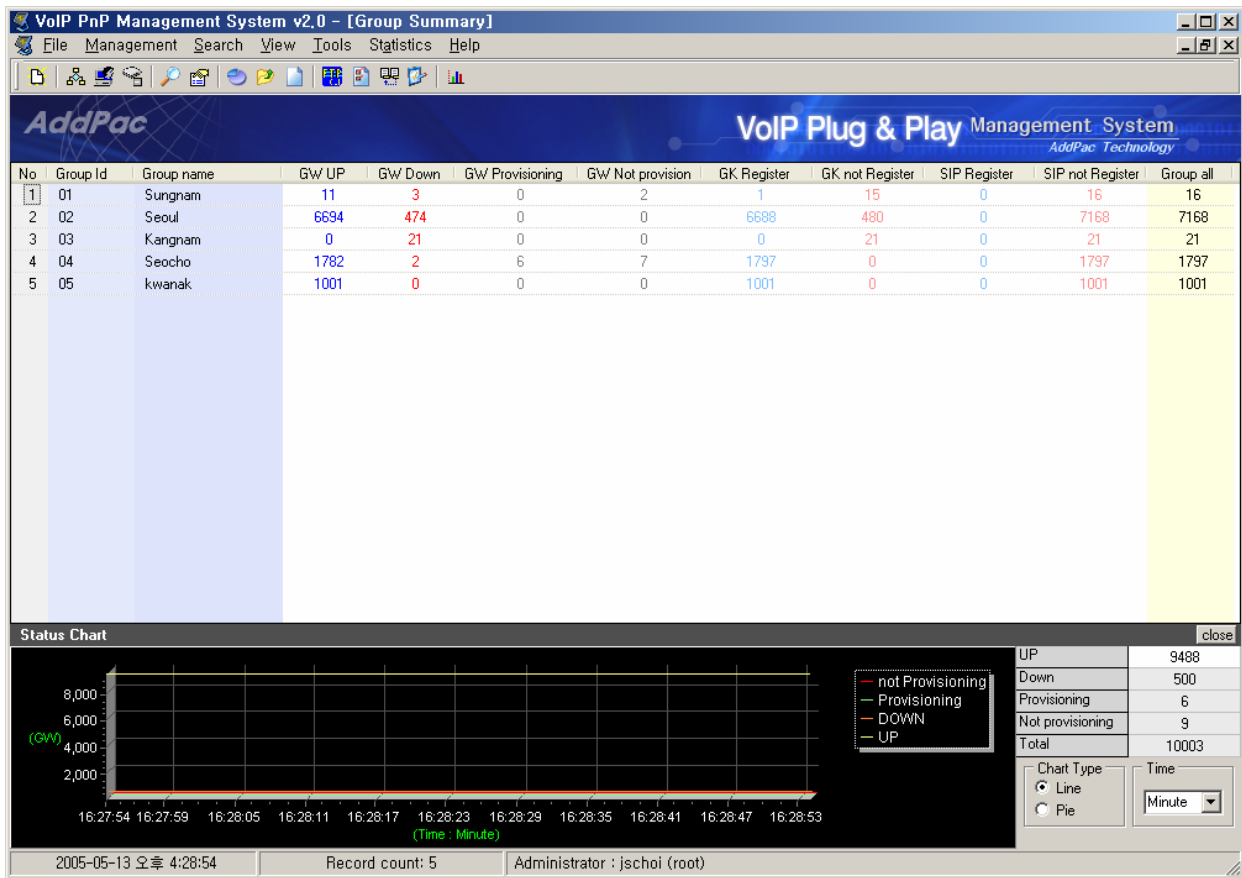 VoIP PnP Management System v2,0 - [Group Summary]
File Management Search View Tools Statistics Help
AddPac
VoIP Plug & Play Management System
AddPac Technology
No Group Id Group name GW UP GW Down GW Provisioning GW Not provision GK Register GK not Register SIP Register SIP not Register Group all
1 01 Sungnam 11 3 0 2 1 15 0 16 16
2 02 Seoul 6694 474 0 0 6688 480 0 7168 7168
3 03 Kangnam 0 21 0 0 0 21 0 21 21
4 04 Seocho 1782 2 6 7 1797 0 0 1797 1797
5 05 kwanak 1001 0 0 0 1001 0 0 1001 1001
Status Chart close
8,000
6,000
(GW)
4,000
2,000
16:27:54 16:27:59 16:28:05 16:28:11 16:28:17 16:28:23 16:28:29 16:28:35 16:28:41 16:28:47 16:28:53
(Time : Minute)
not Provisioning
Provisioning
DOWN
UP
UP 9488
Down 500
Provisioning 6
Not provisioning 9
Total 10003
Chart Type Time
Line
Pie
Minute
2005-05-13 오후 4:28:54 Record count: 5 Administrator : jschoi (root)